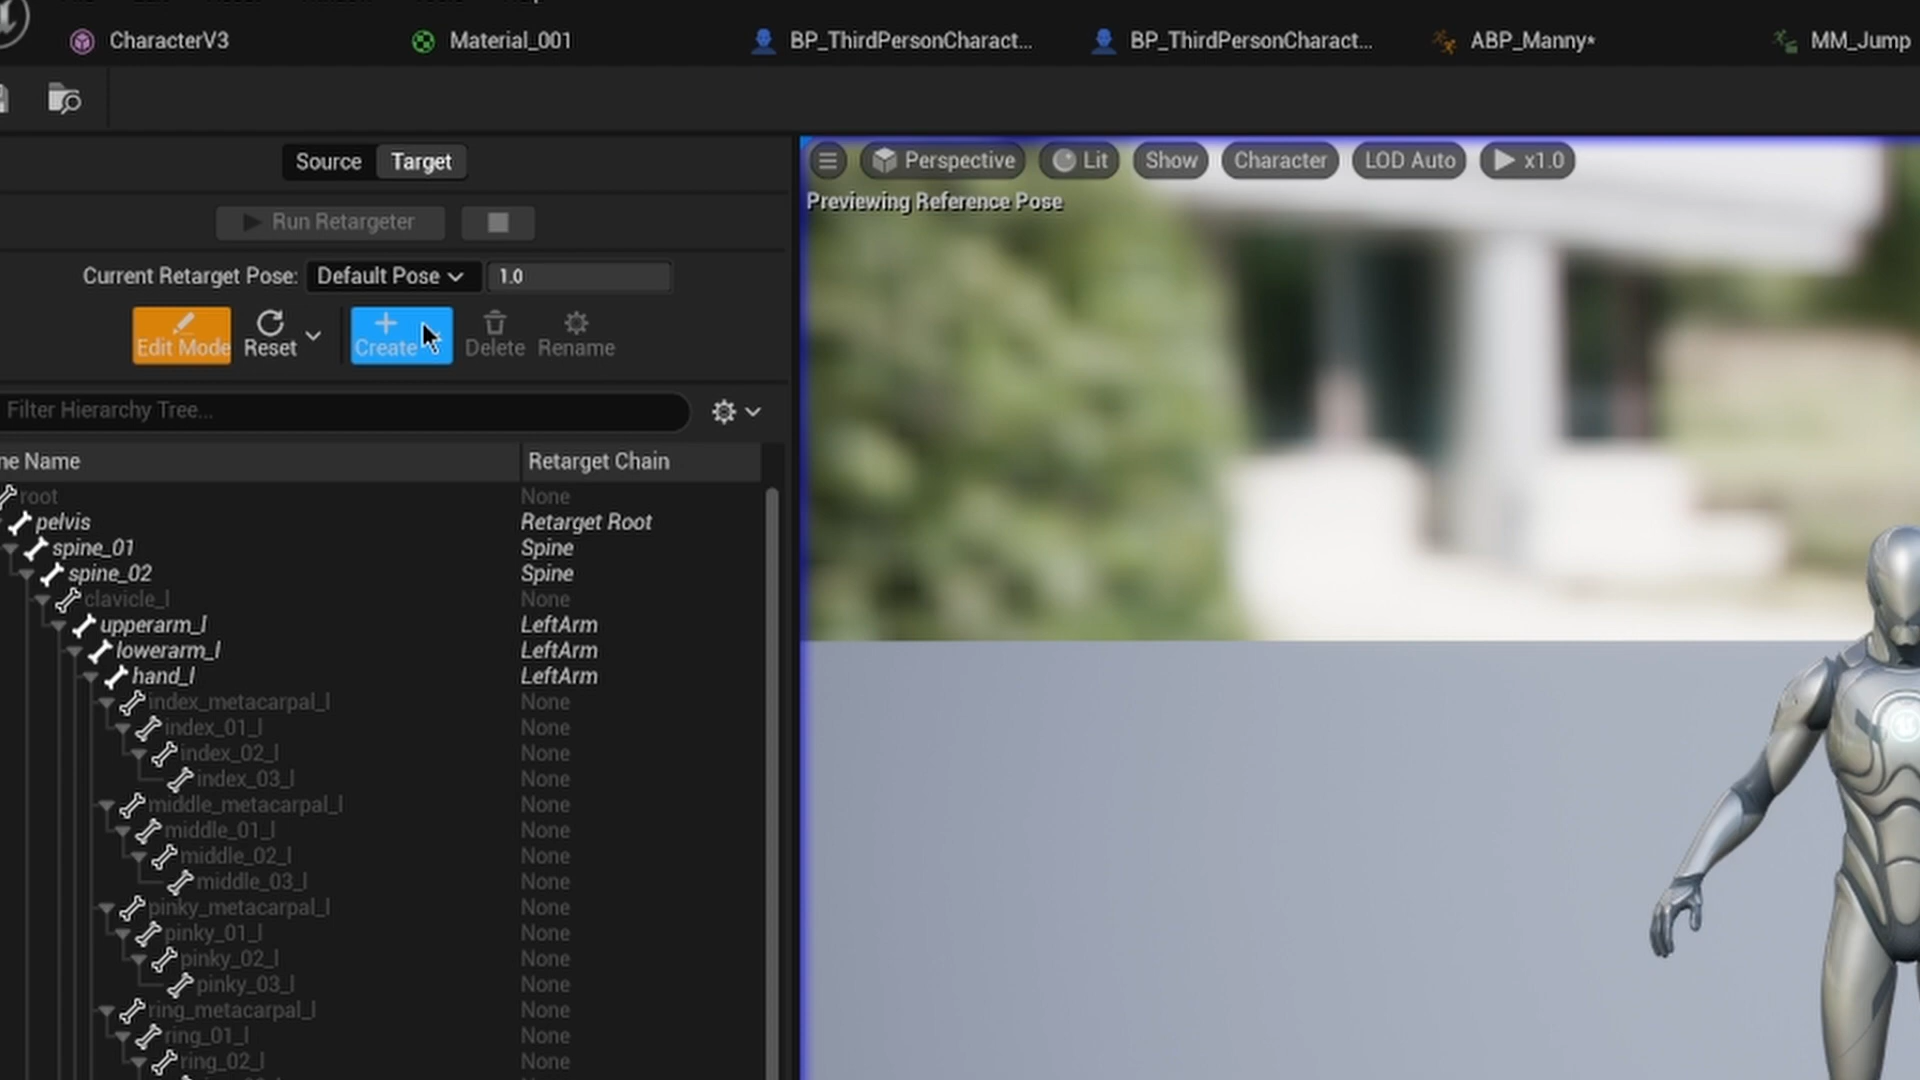 CharacterV3
Material_001
BP_ThirdPersonCharact...
BP_ThirdPersonCharact...
ABP_Manny*
MM_Jump
Source
Target
Run Retargeter
Current Retarget Pose:
Default Pose
1.0
Edit Mode
Reset
Create
Delete
Rename
Filter Hierarchy Tree...
ne Name
Retarget Chain
root
None
pelvis
Retarget Root
spine_01
Spine
spine_02
Spine
clavicle_l
None
upperarm_l
LeftArm
lowerarm_l
LeftArm
hand_l
LeftArm
index_metacarpal_l
None
index_01_l
None
index_02_l
None
index_03_l
None
middle_metacarpal_l
None
middle_01_l
None
middle_02_l
None
middle_03_l
None
pinky_metacarpal_l
None
pinky_01_l
None
pinky_02_l
None
pinky_03_l
None
ring_metacarpal_l
None
ring_01_l
None
ring_02_l
None
Perspective
Lit
Show
Character
LOD Auto
x1.0
Previewing Reference Pose